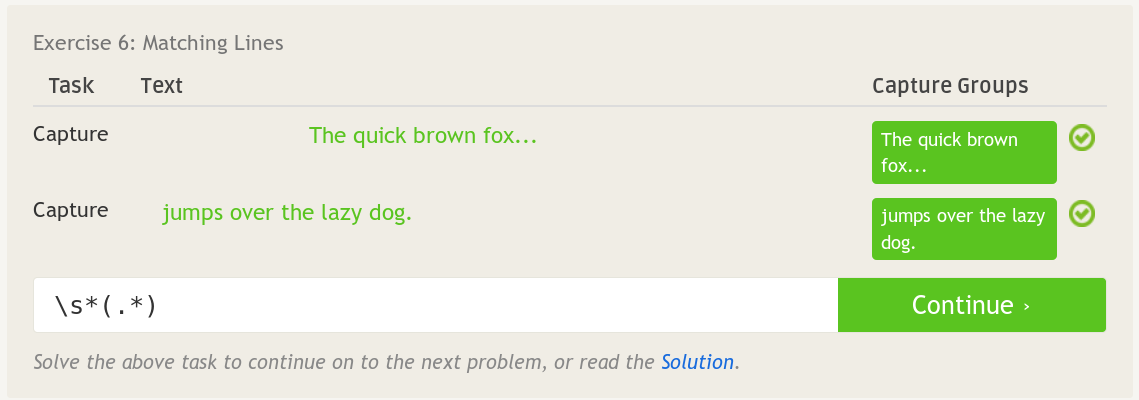 Exercise 6: Matching Lines
Task Text Capture Groups
Capture The quick brown fox... The quick brown
fox...
Capture jumps over the lazy dog. jumps over the lazy
dog.
\s*(.*) Continue ›
Solve the above task to continue on to the next problem, or read the Solution.